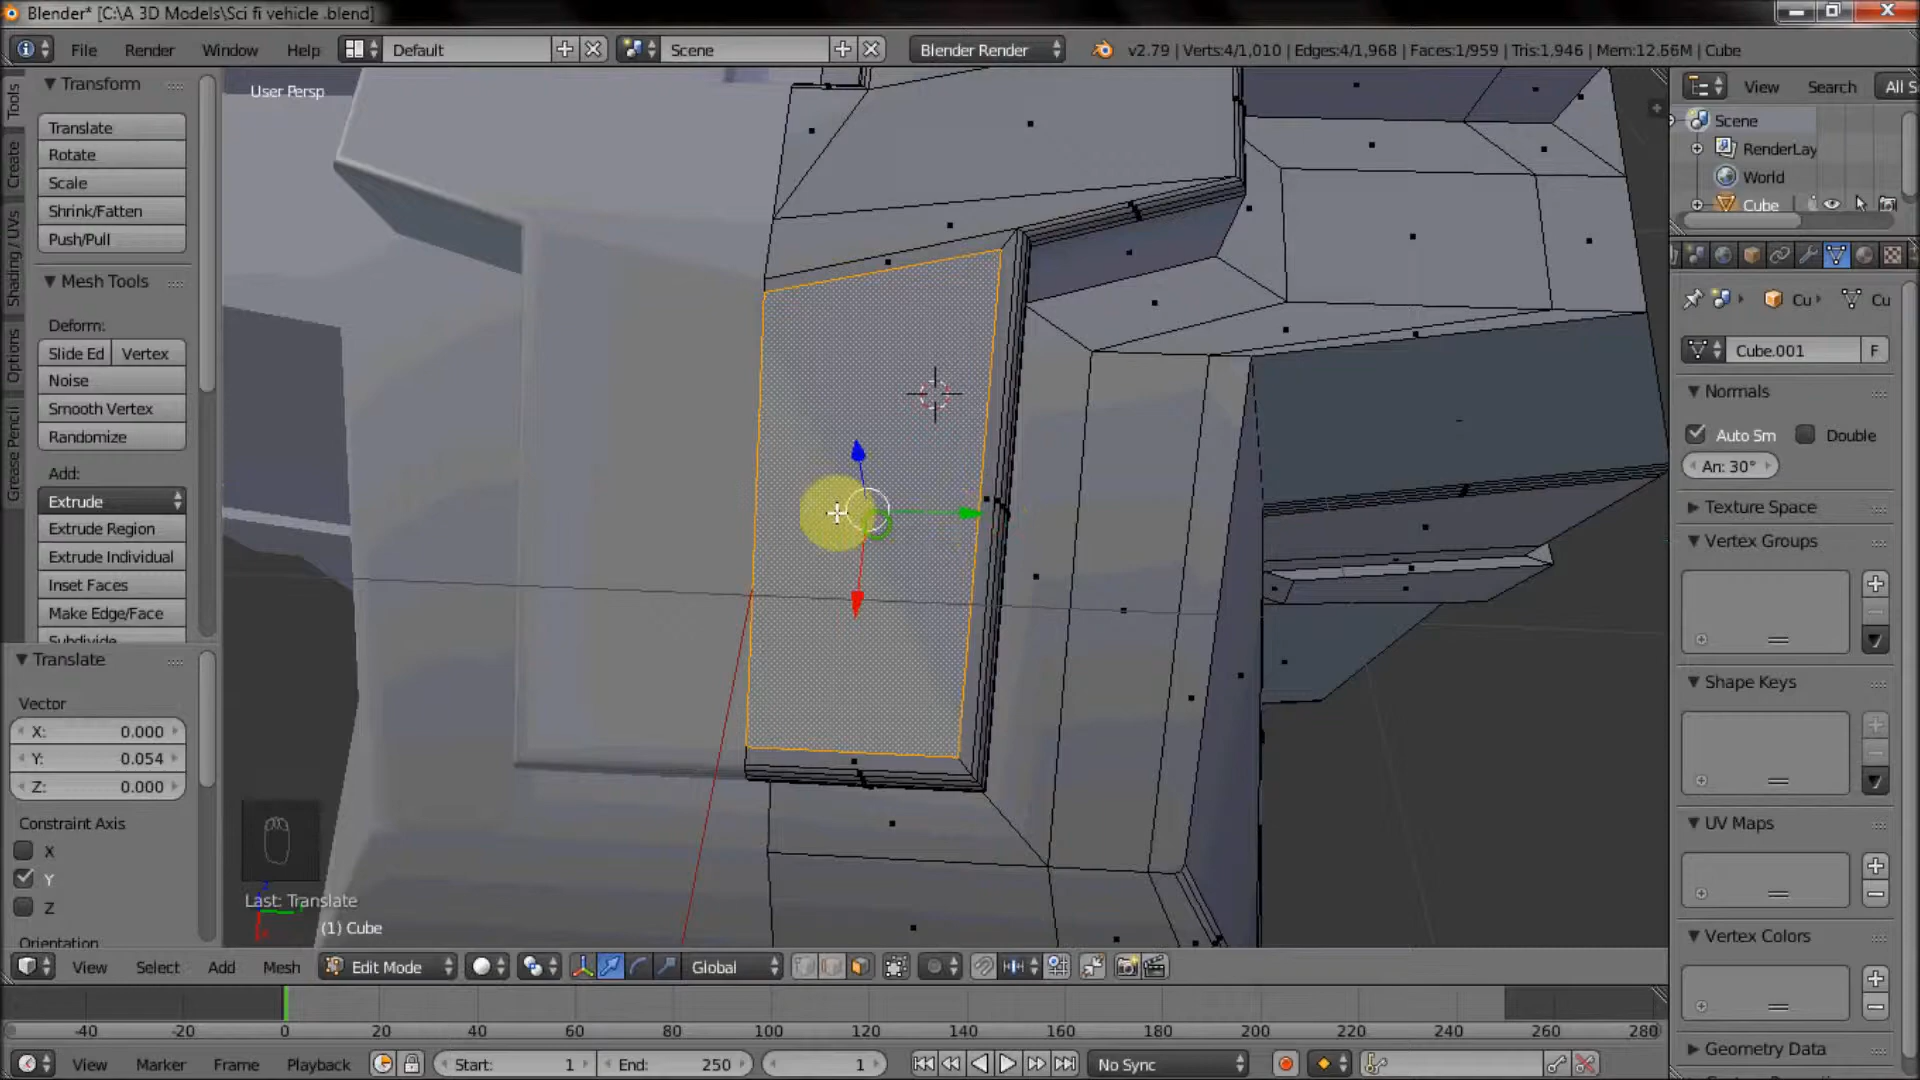 Blender* [C:\A 3D Models\Sci fi vehicle .blend]
File Render Window Help Default Scene Blender Render v2.79 | Verts:4/1,010 | Edges:4/1,968 | Faces:1/959 | Tris:1,946 | Mem:12.56M | Cube
Tools
Create
Shading / UVs
Options
Grease Pencil
Transform
Translate
Rotate
Scale
Shrink/Fatten
Push/Pull
Mesh Tools
Deform:
Slide Ed Vertex
Noise
Smooth Vertex
Randomize
Add:
Extrude
Extrude Region
Extrude Individual
Inset Faces
Make Edge/Face
Subdivide
Translate
Vector
X: 0.000
Y: 0.054
Z: 0.000
Constraint Axis
X
Y
Z
Orientation
User Persp
Last: Translate
(1) Cube
View Search All S
Scene
RenderLay
World
Cube
Cu Cu
Cube.001 F
Normals
Auto Sm Double
An: 30°
Texture Space
Vertex Groups
Shape Keys
UV Maps
Vertex Colors
Geometry Data
View Select Add Mesh Edit Mode Global
-40 -20 0 20 40 60 80 100 120 140 160 180 200 220 240 260 280
View Marker Frame Playback Start: 1 End: 250 1 No Sync